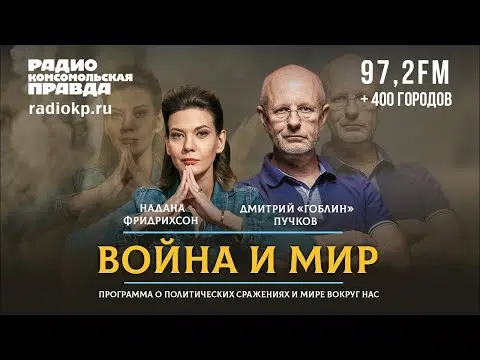 РАДИО
КОМСОМОЛЬСКАЯ
ПРАВДА
radiokp.ru
97,2FM
+ 400 ГОРОДОВ
НАДАНА
ФРИДРИХСОН
ДМИТРИЙ «ГОБЛИН»
ПУЧКОВ
ВОЙНА И МИР
ПРОГРАММА О ПОЛИТИЧЕСКИХ СРАЖЕНИЯХ И МИРЕ ВОКРУГ НАС